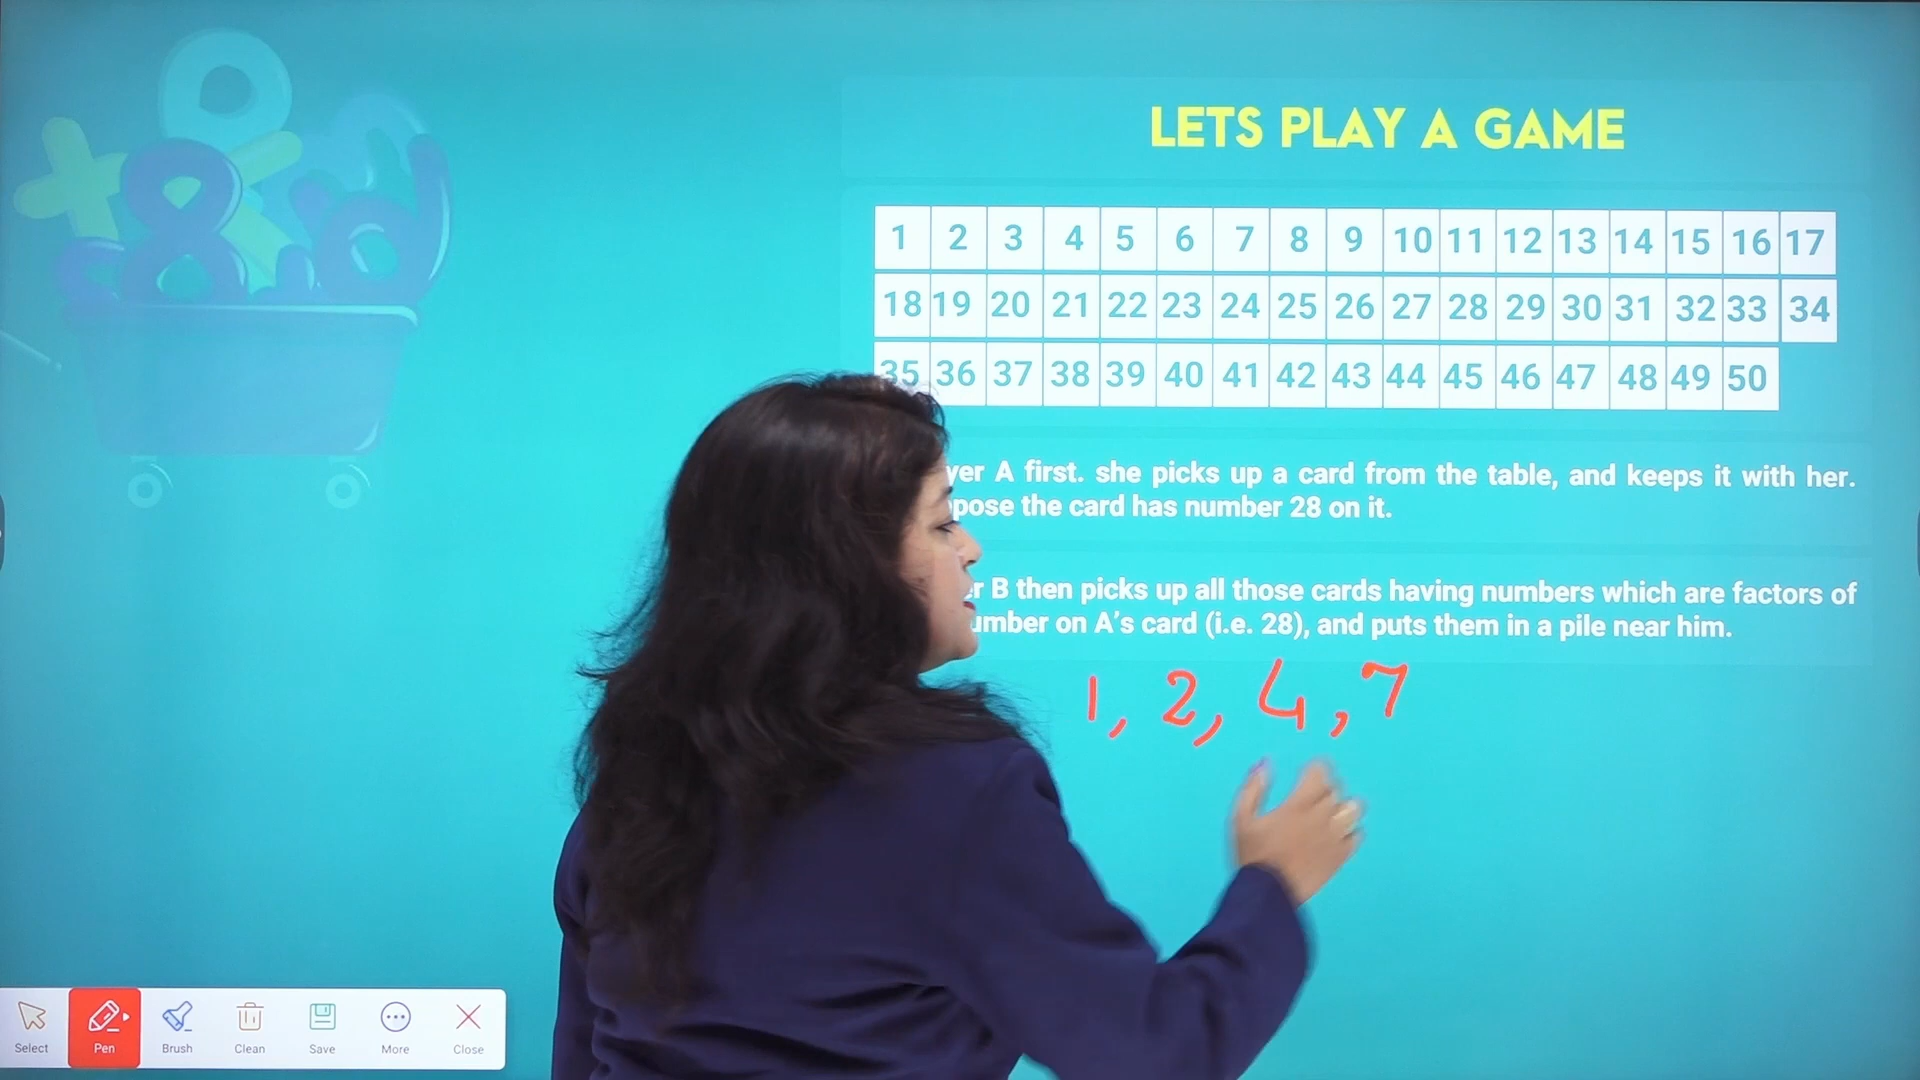 LETS PLAY A GAME
1 2 3 4 5 6 7 8 9 10 11 12 13 14 15 16 17
18 19 20 21 22 23 24 25 26 27 28 29 30 31 32 33 34
35 36 37 38 39 40 41 42 43 44 45 46 47 48 49 50
A first. she picks up a card from the table, and keeps it with her.
the card has number 28 on it.
B then picks up all those cards having numbers which are factors of
on A's card (i.e. 28), and puts them in a pile near him.
1, 2, 4, 7
Select Pen Brush Clean Save More Close